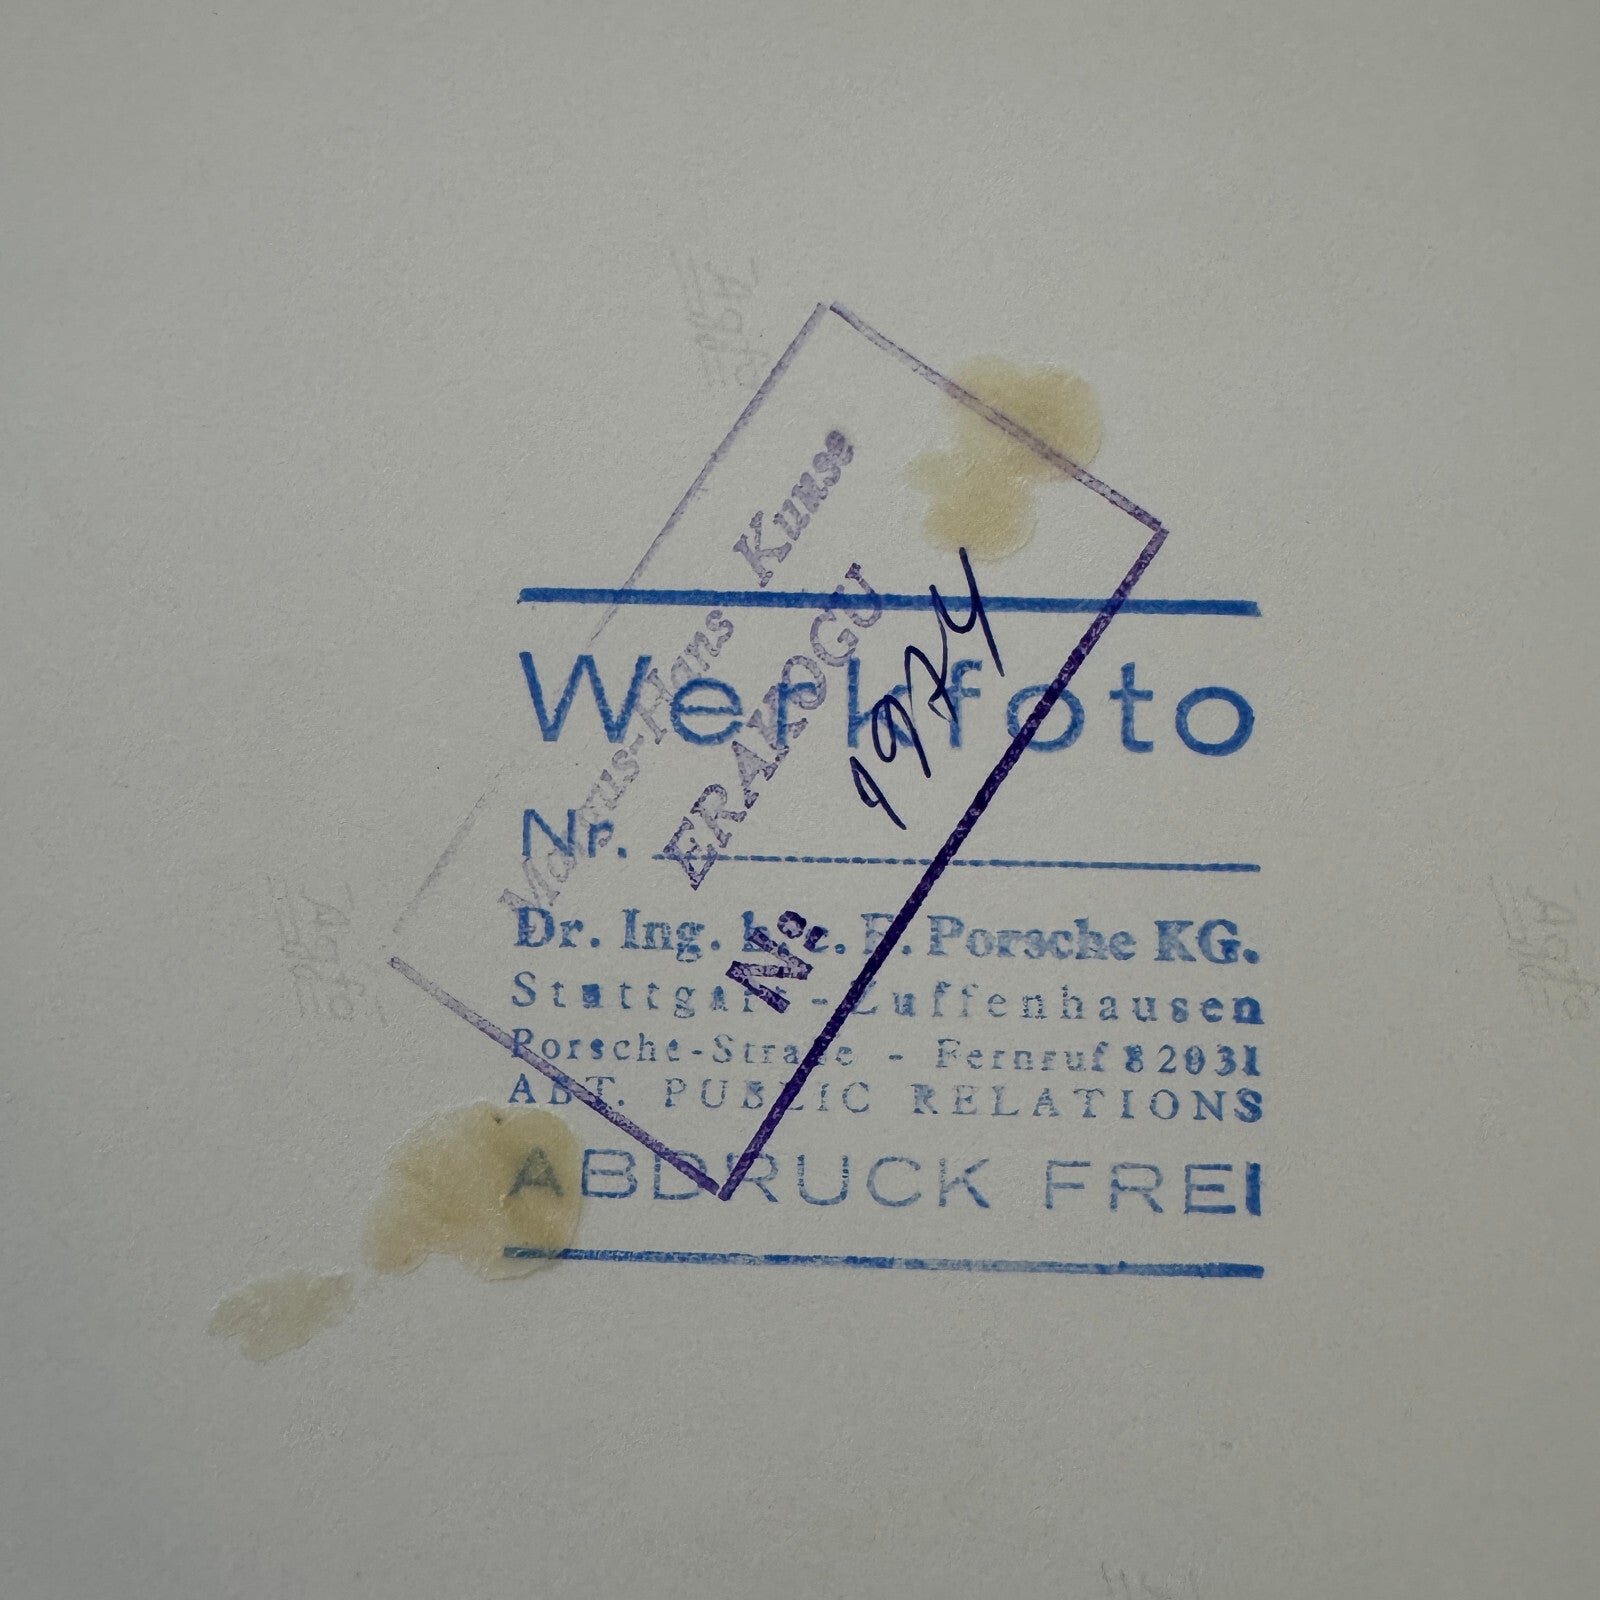 Werkfoto
Nr.
Dr. Ing. h. c. F. Porsche KG.
Stuttgart - Zuffenhausen
Porsche-Straße - Fernruf 82031
ABT. PUBLIC RELATIONS
ABDRUCK FREI
Hans Kunse
ERAKOGU
No 1974